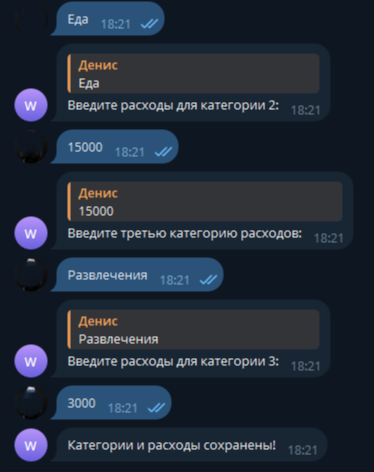 Еда 18:21
Денис
Еда
W
Введите расходы для категории 2: 18:21
15000 18:21
Денис
15000
W
Введите третью категорию расходов: 18:21
Развлечения 18:21
Денис
Развлечения
W
Введите расходы для категории 3: 18:21
3000 18:21
W
Категории и расходы сохранены! 18:21